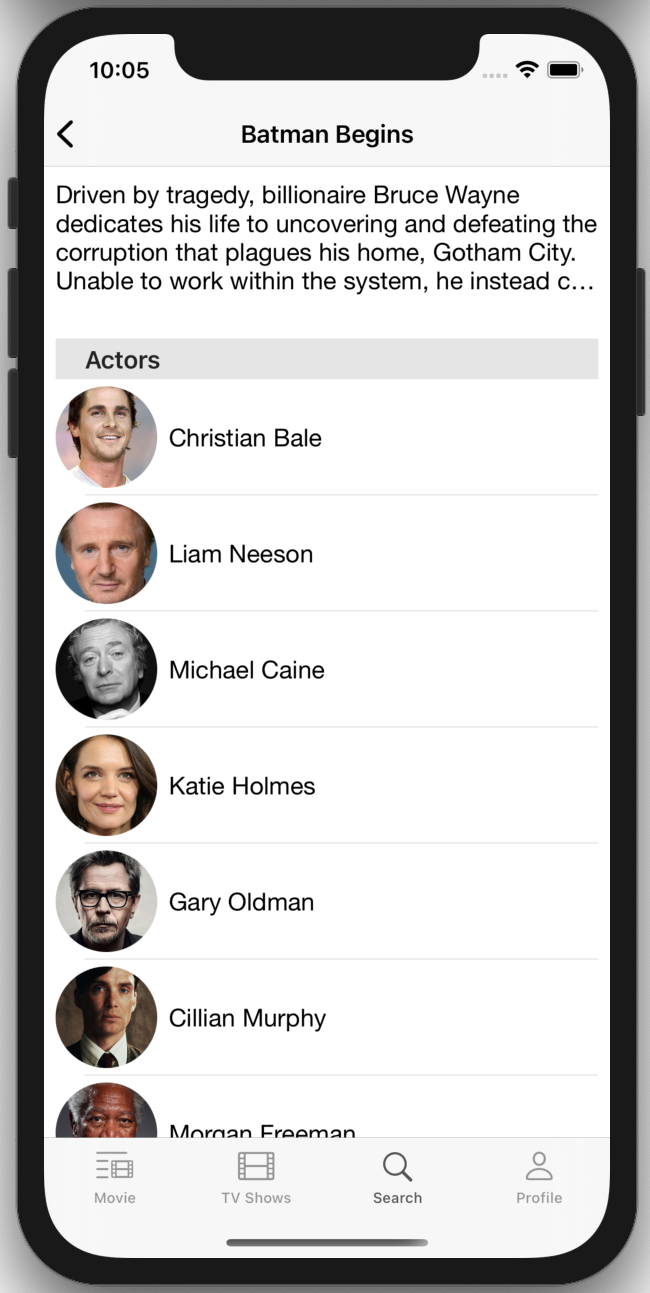 10:05
Batman Begins
Driven by tragedy, billionaire Bruce Wayne
dedicates his life to uncovering and defeating the
corruption that plagues his home, Gotham City.
Unable to work within the system, he instead c…
Actors
Christian Bale
Liam Neeson
Michael Caine
Katie Holmes
Gary Oldman
Cillian Murphy
Morgan Freeman
Movie
TV Shows
Search
Profile